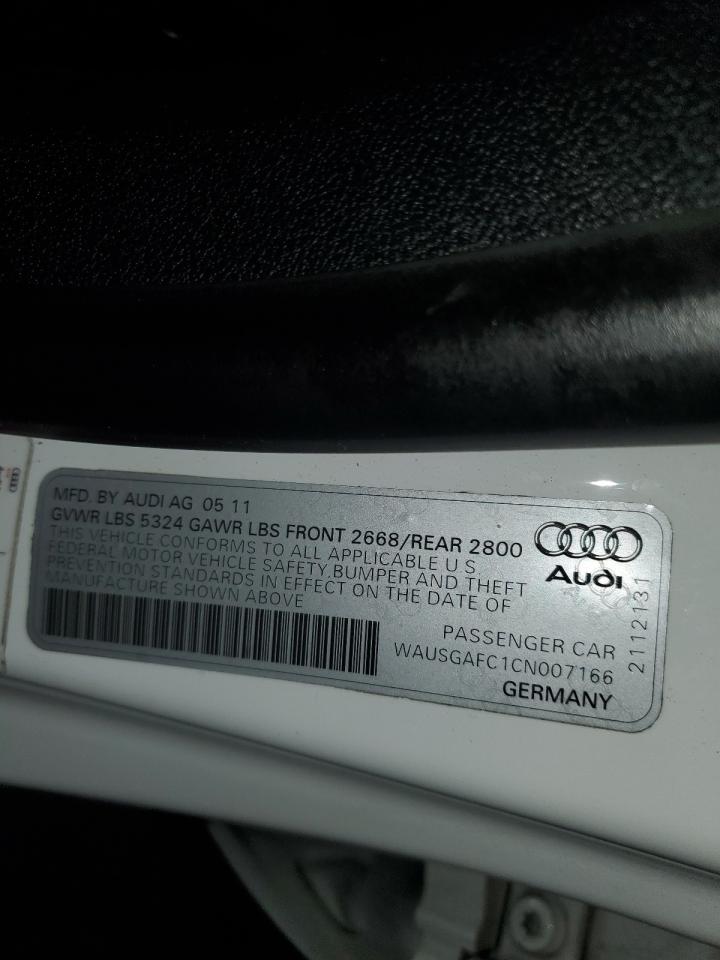 MFD. BY AUDI AG 05 11
GVWR LBS 5324 GAWR LBS FRONT 2668/REAR 2800
THIS VEHICLE CONFORMS TO ALL APPLICABLE U S
FEDERAL MOTOR VEHICLE SAFETY.BUMPER AND THEFT
PREVENTION STANDARDS IN EFFECT ON THE DATE OF
MANUFACTURE SHOWN ABOVE
Audi
2112131
PASSENGER CAR
WAUSGAFC1CN007166
GERMANY